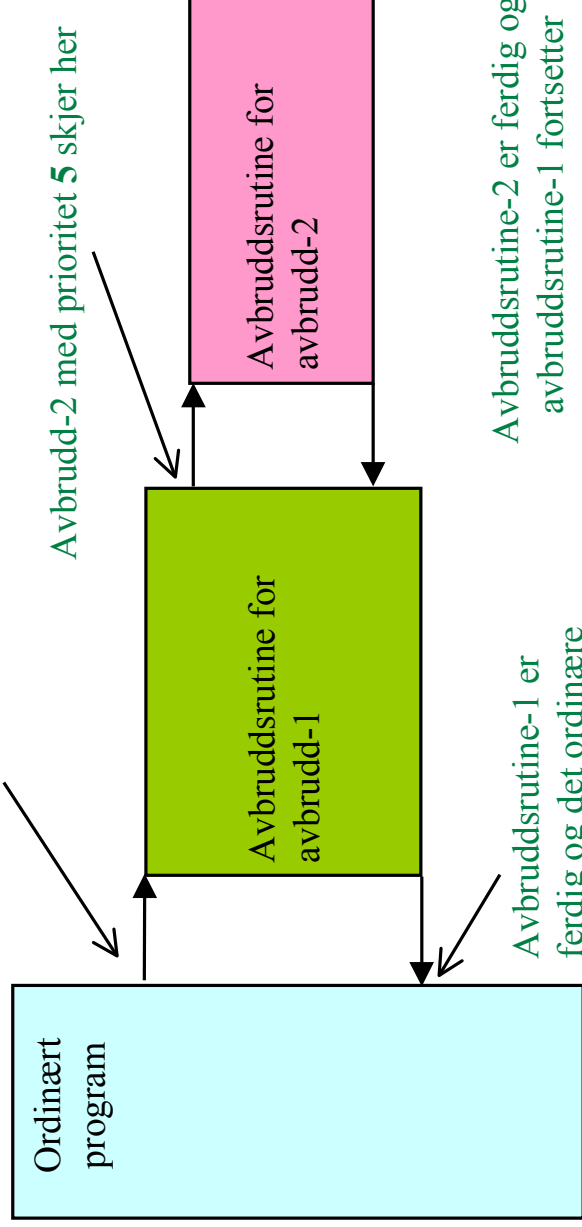 Avbrudd-2 med prioritet 5 skjer her
Ordinært
program
Avbruddsrutine for
avbrudd-1
Avbruddsrutine for
avbrudd-2
Avbruddsrutine-1 er
ferdig og det ordinære
Avbruddsrutine-2 er ferdig og
avbruddsrutine-1 fortsetter